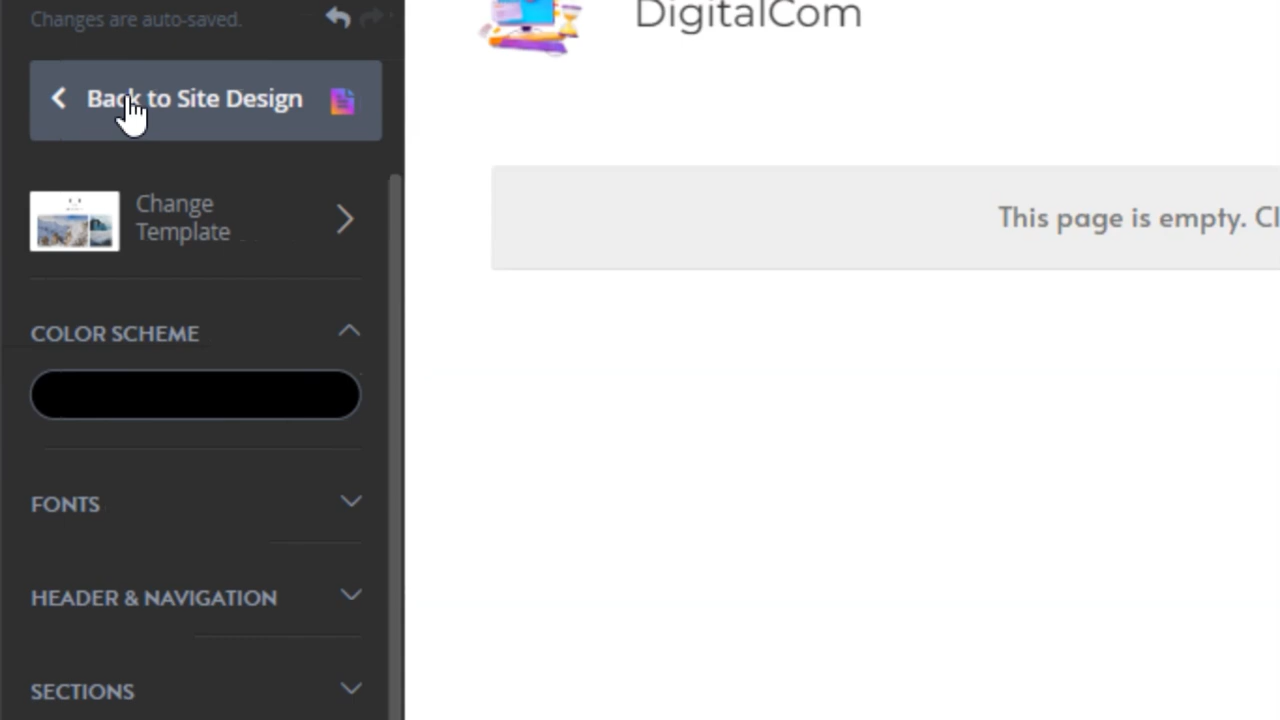 Changes are auto-saved.
DigitalCom
Back to Site Design
Change
Template
This page is empty.
COLOR SCHEME
FONTS
HEADER & NAVIGATION
SECTIONS